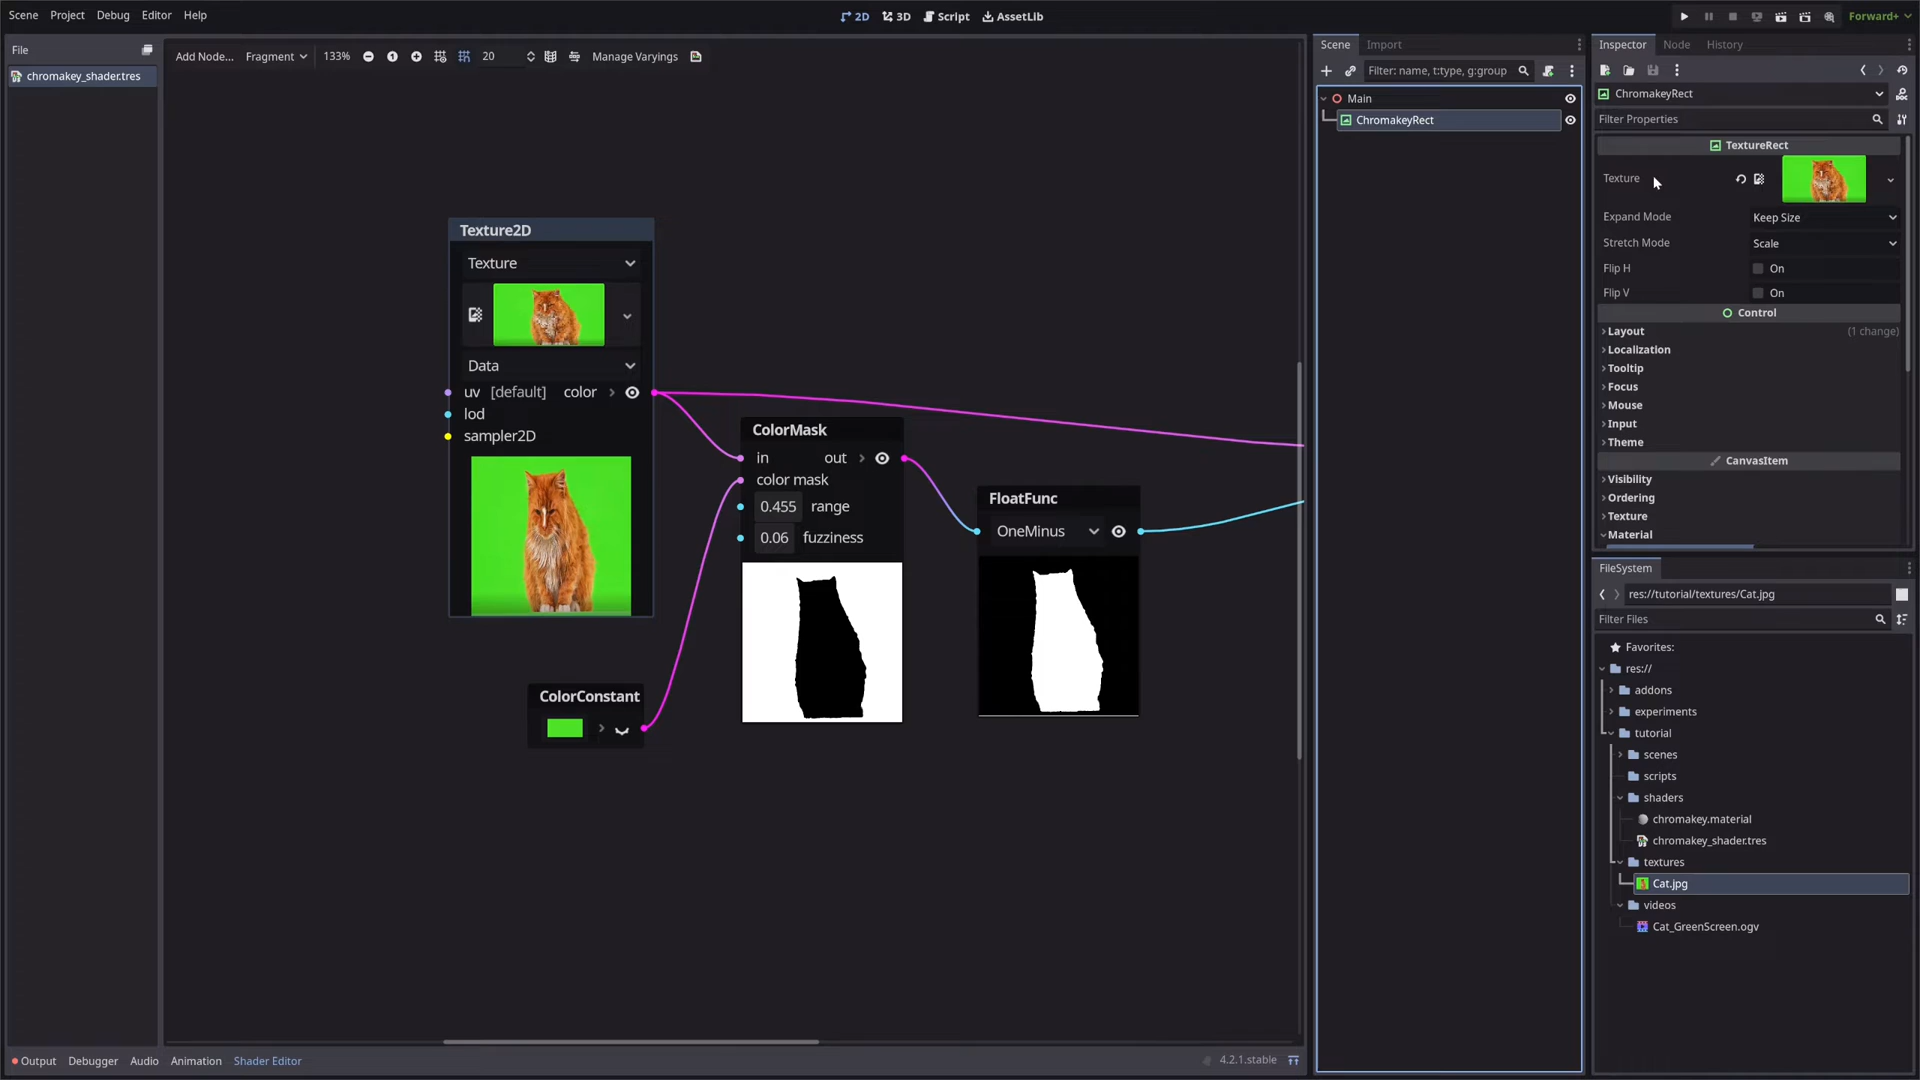 Scene Project Debug Editor Help
2D 3D Script AssetLib
Forward+
File
chromakey_shader.tres
Add Node... Fragment 133% 20 Manage Varyings
Texture2D
Texture
Data
uv [default] color
lod
sampler2D
ColorConstant
ColorMask
in out
color mask
0.455 range
0.06 fuzziness
FloatFunc
OneMinus
Output Debugger Audio Animation Shader Editor
4.2.1.stable
Scene Import
Filter: name, t:type, g:group
Main
ChromakeyRect
Inspector Node History
ChromakeyRect
Filter Properties
TextureRect
Texture
Expand Mode Keep Size
Stretch Mode Scale
Flip H On
Flip V On
Control
Layout (1 change)
Localization
Tooltip
Focus
Mouse
Input
Theme
CanvasItem
Visibility
Ordering
Texture
Material
FileSystem
res://tutorial/textures/Cat.jpg
Filter Files
Favorites:
res://
addons
experiments
tutorial
scenes
scripts
shaders
chromakey.material
chromakey_shader.tres
textures
Cat.jpg
videos
Cat_GreenScreen.ogv